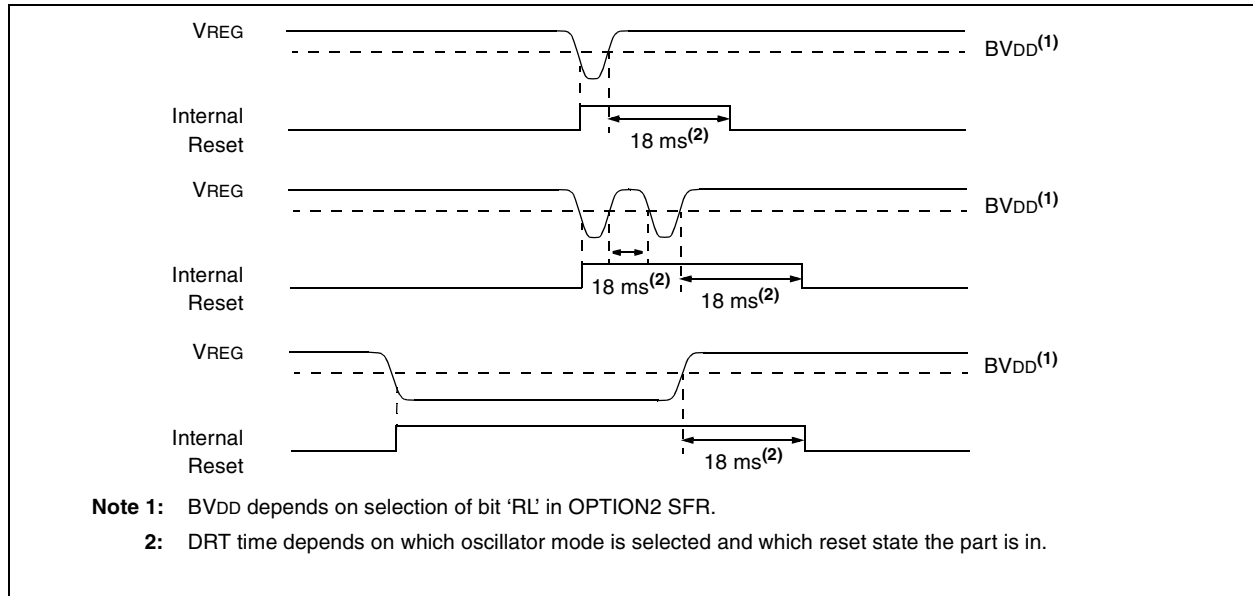 VREG
BVDD(1)
Internal
Reset
18 ms(2)
VREG
BVDD(1)
Internal
Reset
18 ms(2)
18 ms(2)
VREG
BVDD(1)
Internal
Reset
18 ms(2)
Note 1: BVDD depends on selection of bit ‘RL’ in OPTION2 SFR.
2: DRT time depends on which oscillator mode is selected and which reset state the part is in.